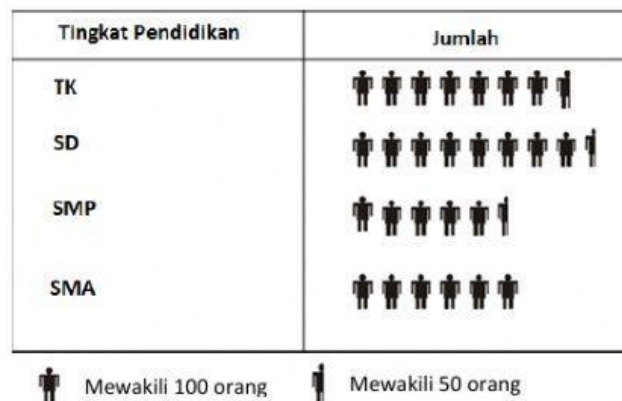 Tingkat Pendidikan Jumlah
TK
SD
SMP
SMA
Mewakili 100 orang Mewakili 50 orang